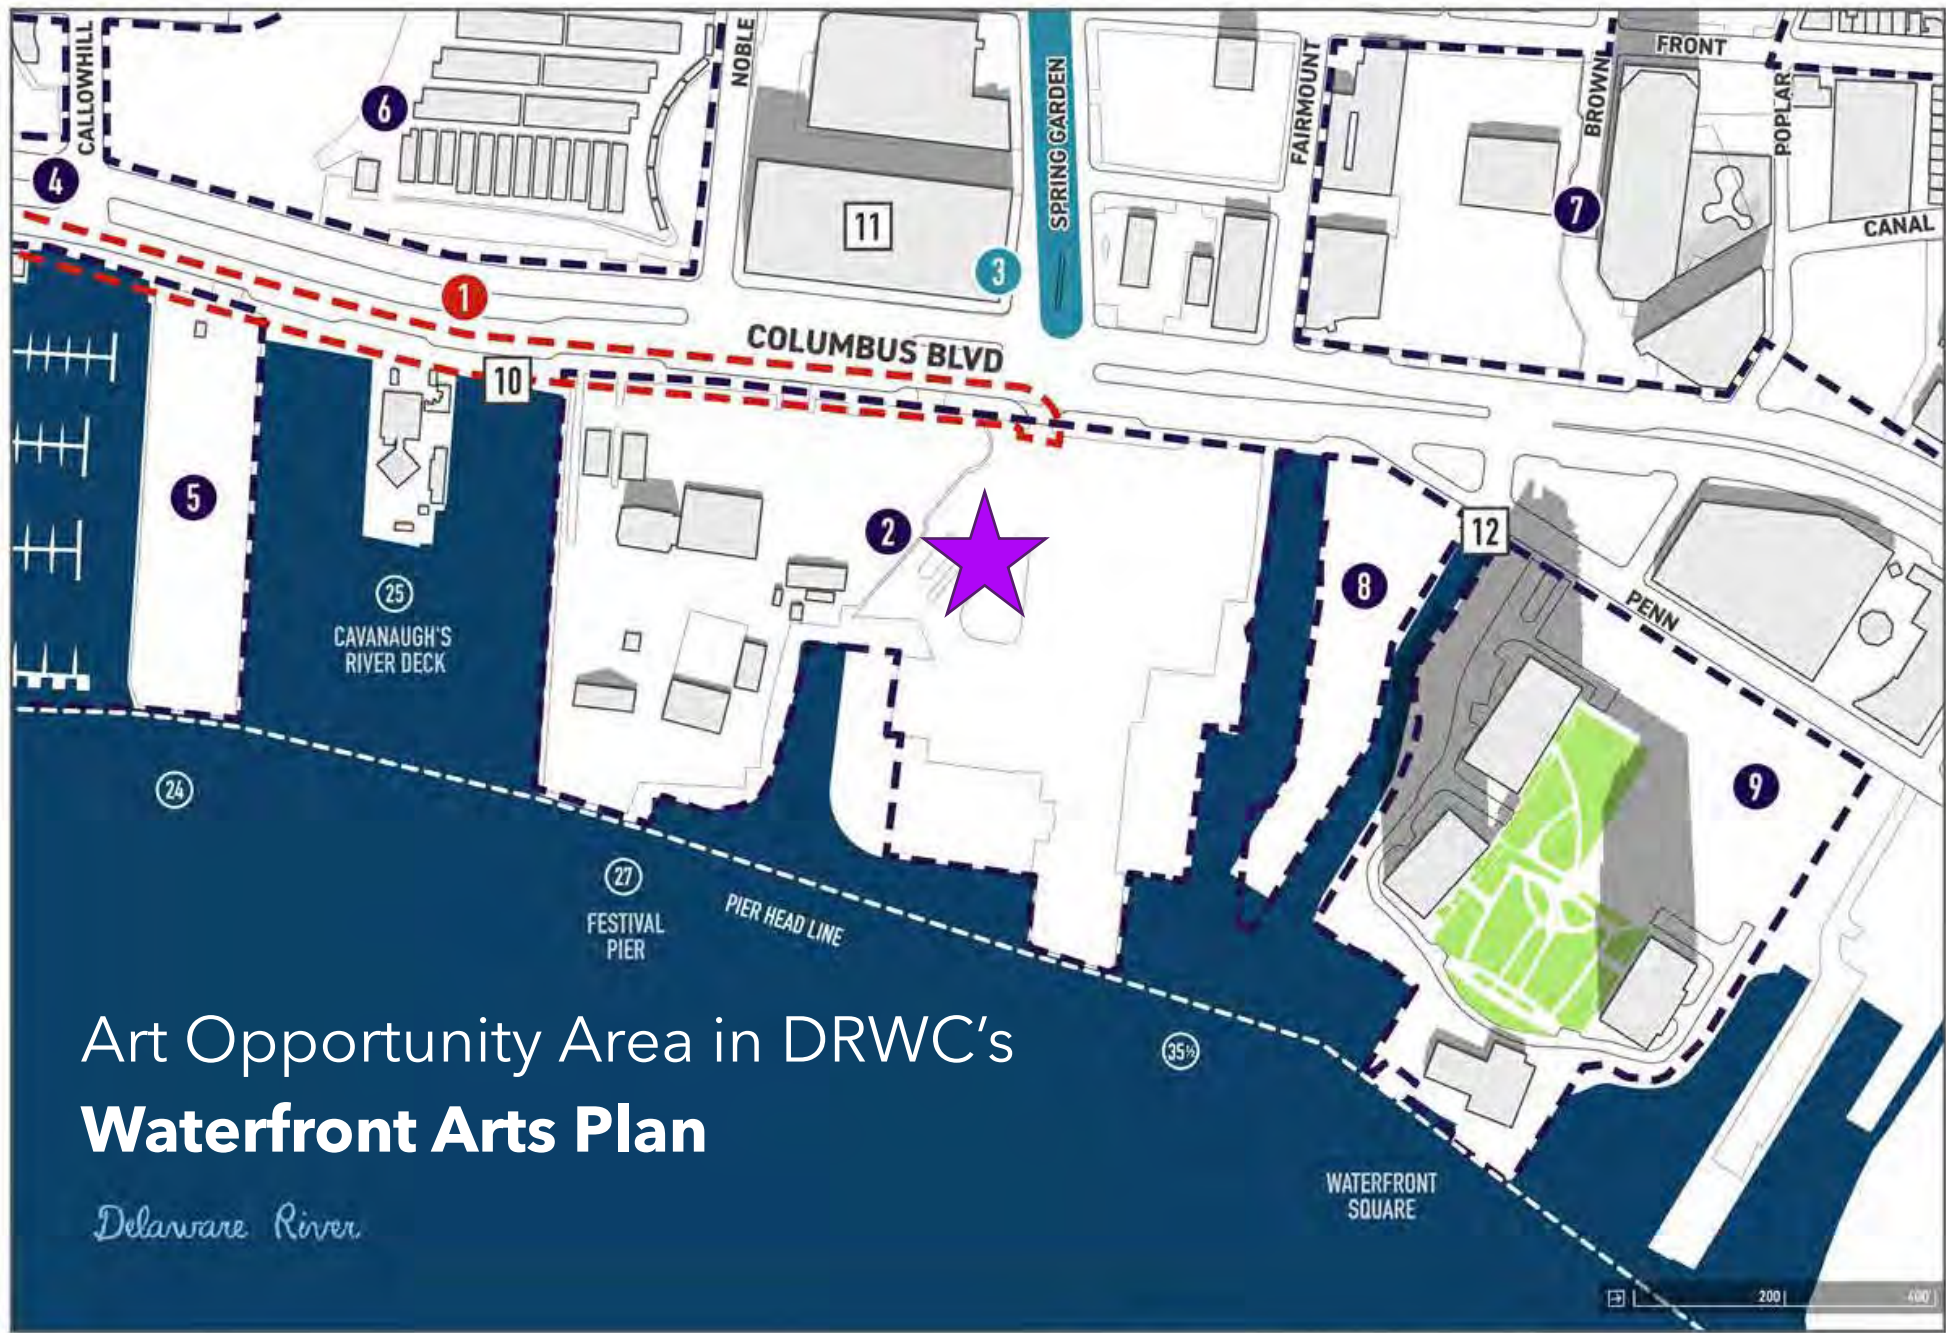 CALLOWHILL
NOBLE
SPRING GARDEN
FAIRMOUNT
BROWN
FRONT
POPLAR
CANAL
6
4
11
3
7
1
COLUMBUS BLVD
10
5
2
8
12
PENN
9
25
CAVANAUGH'S
RIVER DECK
24
27
FESTIVAL
PIER
PIER HEAD LINE
35½
WATERFRONT
SQUARE
Art Opportunity Area in DRWC's
Waterfront Arts Plan
Delaware River
200
400